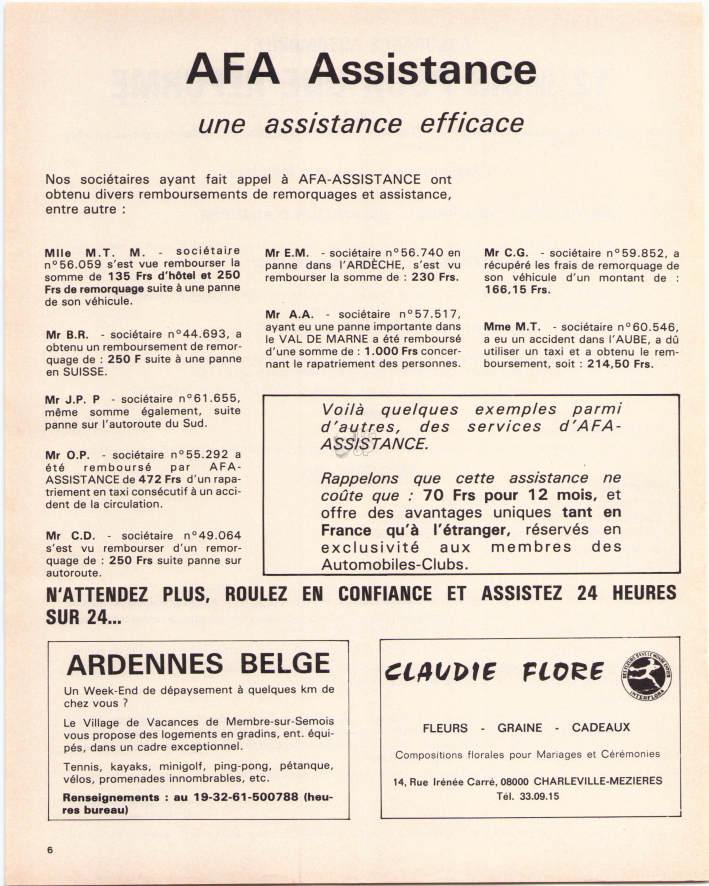 AFA Assistance
une assistance efficace
Nos sociétaires ayant fait appel à AFA-ASSISTANCE ont
obtenu divers remboursements de remorquages et assistance,
entre autre :
Mlle M.T. M. - sociétaire
n°56.059 s'est vue rembourser la
somme de 135 Frs d'hôtel et 250
Frs de remorquage suite à une panne
de son véhicule.
Mr B.R. - sociétaire n°44.693, a
obtenu un remboursement de remor-
quage de : 250 F suite à une panne
en SUISSE.
Mr J.P. P - sociétaire n°61.655,
même somme également, suite
panne sur l'autoroute du Sud.
Mr O.P. - sociétaire n°55.292 a
été remboursé par AFA-
ASSISTANCE de 472 Frs d'un rapa-
triement en taxi consécutif à un acci-
dent de la circulation.
Mr C.D. - sociétaire n°49.064
s'est vu rembourser d'un remor-
quage de : 250 Frs suite panne sur
autoroute.
Mr E.M. - sociétaire n°56.740 en
panne dans l'ARDÈCHE, s'est vu
rembourser la somme de : 230 Frs.
Mr A.A. - sociétaire n°57.517,
ayant eu une panne importante dans
le VAL DE MARNE a été remboursé
d'une somme de : 1.000 Frs concer-
nant le rapatriement des personnes.
Mr C.G. - sociétaire n°59.852, a
récupéré les frais de remorquage de
son véhicule d'un montant de :
166,15 Frs.
Mme M.T. - sociétaire n°60.546,
a eu un accident dans l'AUBE, a dû
utiliser un taxi et a obtenu le rem-
boursement, soit : 214,50 Frs.
Voilà quelques exemples parmi
d'autres, des services d'AFA-
ASSISTANCE.
Rappelons que cette assistance ne
coûte que : 70 Frs pour 12 mois, et
offre des avantages uniques tant en
France qu'à l'étranger, réservés en
exclusivité aux membres des
Automobiles-Clubs.
N'ATTENDEZ PLUS, ROULEZ EN CONFIANCE ET ASSISTEZ 24 HEURES
SUR 24...
ARDENNES BELGE
Un Week-End de dépaysement à quelques km de
chez vous ?
Le Village de Vacances de Membre-sur-Semois
vous propose des logements en gradins, ent. équi-
pés, dans un cadre exceptionnel.
Tennis, kayaks, minigolf, ping-pong, pétanque,
vélos, promenades innombrables, etc.
Renseignements : au 19-32-61-500788 (heu-
res bureau)
CLAUDIE FLORE
INTERFLORA
FLEURS - GRAINE - CADEAUX
Compositions florales pour Mariages et Cérémonies
14, Rue Irénée Carré, 08000 CHARLEVILLE-MEZIERES
Tél. 33.09.15
6